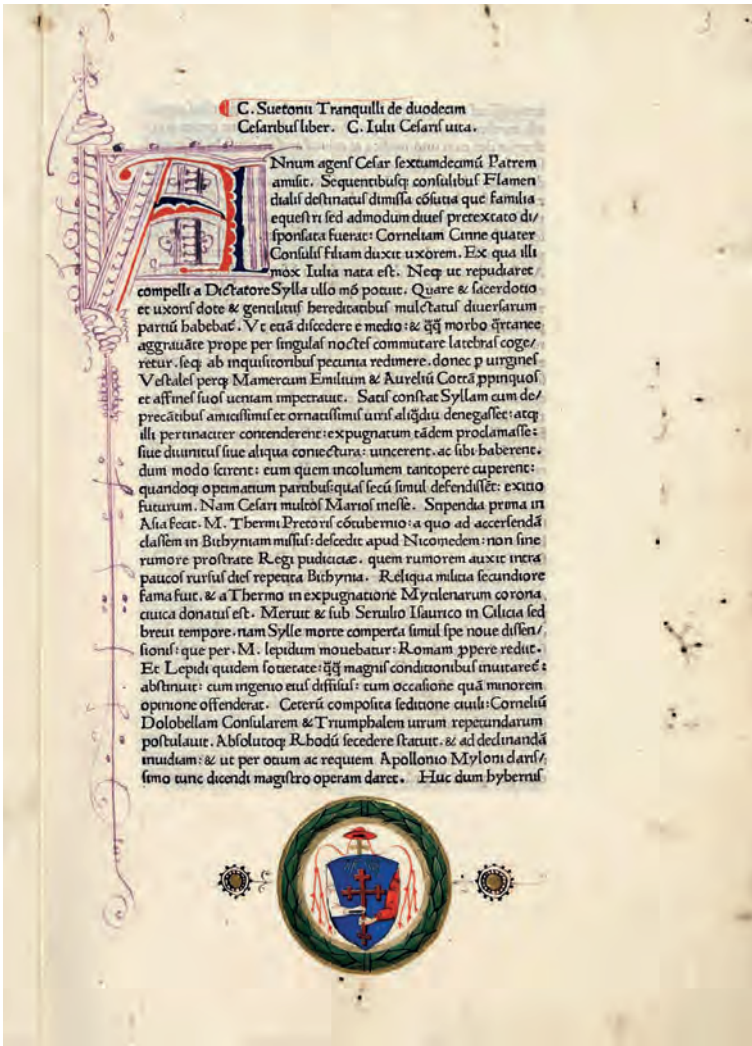 C. Suetonii Tranquilli de duodecim
Cesaribus liber. C. Iulii Cesaris uita.
ANnum agens Cesar sextumdecimū Patrem
amisit. Sequentibusq; consulibus Flamen
dialis destinatus dimissa cōsutia que familia
equestri sed admodum diues pretextato di/
sponsata fuerat: Corneliam Cinne quater
Consulis filiam duxit uxorem. Ex qua illi
mox Iulia nata est. Neq; ut repudiaret
compelli a Dictatore Sylla ullo mō potuit. Quare & sacerdotio
et uxoris dote & gentilitiis hereditatibus mulctatus diuersarum
partiū habebat̄. Vt etiā discedere e medio: & q̄q̄ morbo q̄rtanee
aggrauāte prope per singulas noctes commutare latebras coge/
retur. seq; ab inquisitoribus pecunia redimere. donec p uirgines
Vestales perq; Mamercum Emilium & Aureliū Cottā ppinquos
et affines suos ueniam impetrauit. Satis constat Syllam cum de/
precātibus amicissimis et ornatissimis uiris aliq̄diu denegasset: atq;
illi pertinaciter contenderent: expugnatum tādem proclamasse:
siue diuinitus siue aliqua coniectura: uincerent. ac sibi haberent.
dum modo scirent: eum quem incolumem tantopere cuperent:
quandoq; optimatium partibus: quas secū simul defendissēt: exitio
futurum. Nam Cesari multos Marios inesse. Stipendia prima in
Asia fecit. M. Thermi Pretoris cōtubernio: a quo ad accersendā
classem in Bithyniam missus: descedit apud Nicomedem: non sine
rumore prostrate Regi pudiciciæ. quem rumorem auxit intra
paucos rursus dies repetita Bithynia. Reliqua militia secundiore
fama fuit. & a Thermo in expugnatione Mytilenarum corona
ciuica donatus est. Meruit & sub Seruilio Isaurico in Cilicia sed
breui tempore. nam Sylle morte comperta simul spe noue dissen/
sionis: que per. M. lepidum mouebatur: Romam ppere rediit.
Et Lepidi quidem societate: q̄q̄ magnis conditionibus inuitaret̄:
abstinuit: cum ingenio eius diffisus: tum occasione quā minorem
opinione offenderat. Ceterū composita seditione ciuili: Corneliū
Dolobellam Consularem & Triumphalem uirum repetundarum
postulauit. Absolutoq; Rhodū secedere statuit. & ad declinandā
inuidiam: & ut per otium ac requiem Apollonio Myloni claris/
simo tunc dicendi magistro operam daret. Huc dum hybernis